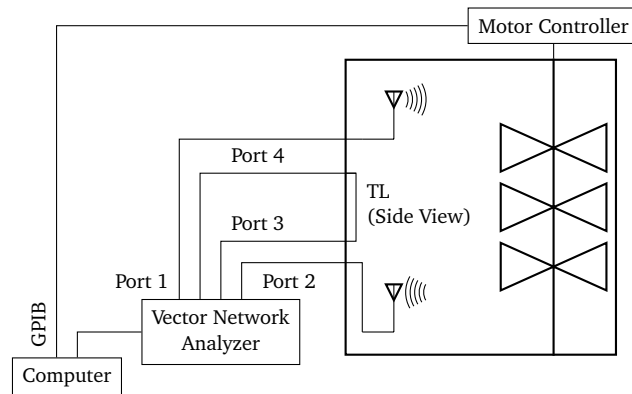 Motor Controller
Port 4
TL
(Side View)
Port 3
Port 1
Port 2
GPIB
Vector Network
Analyzer
Computer